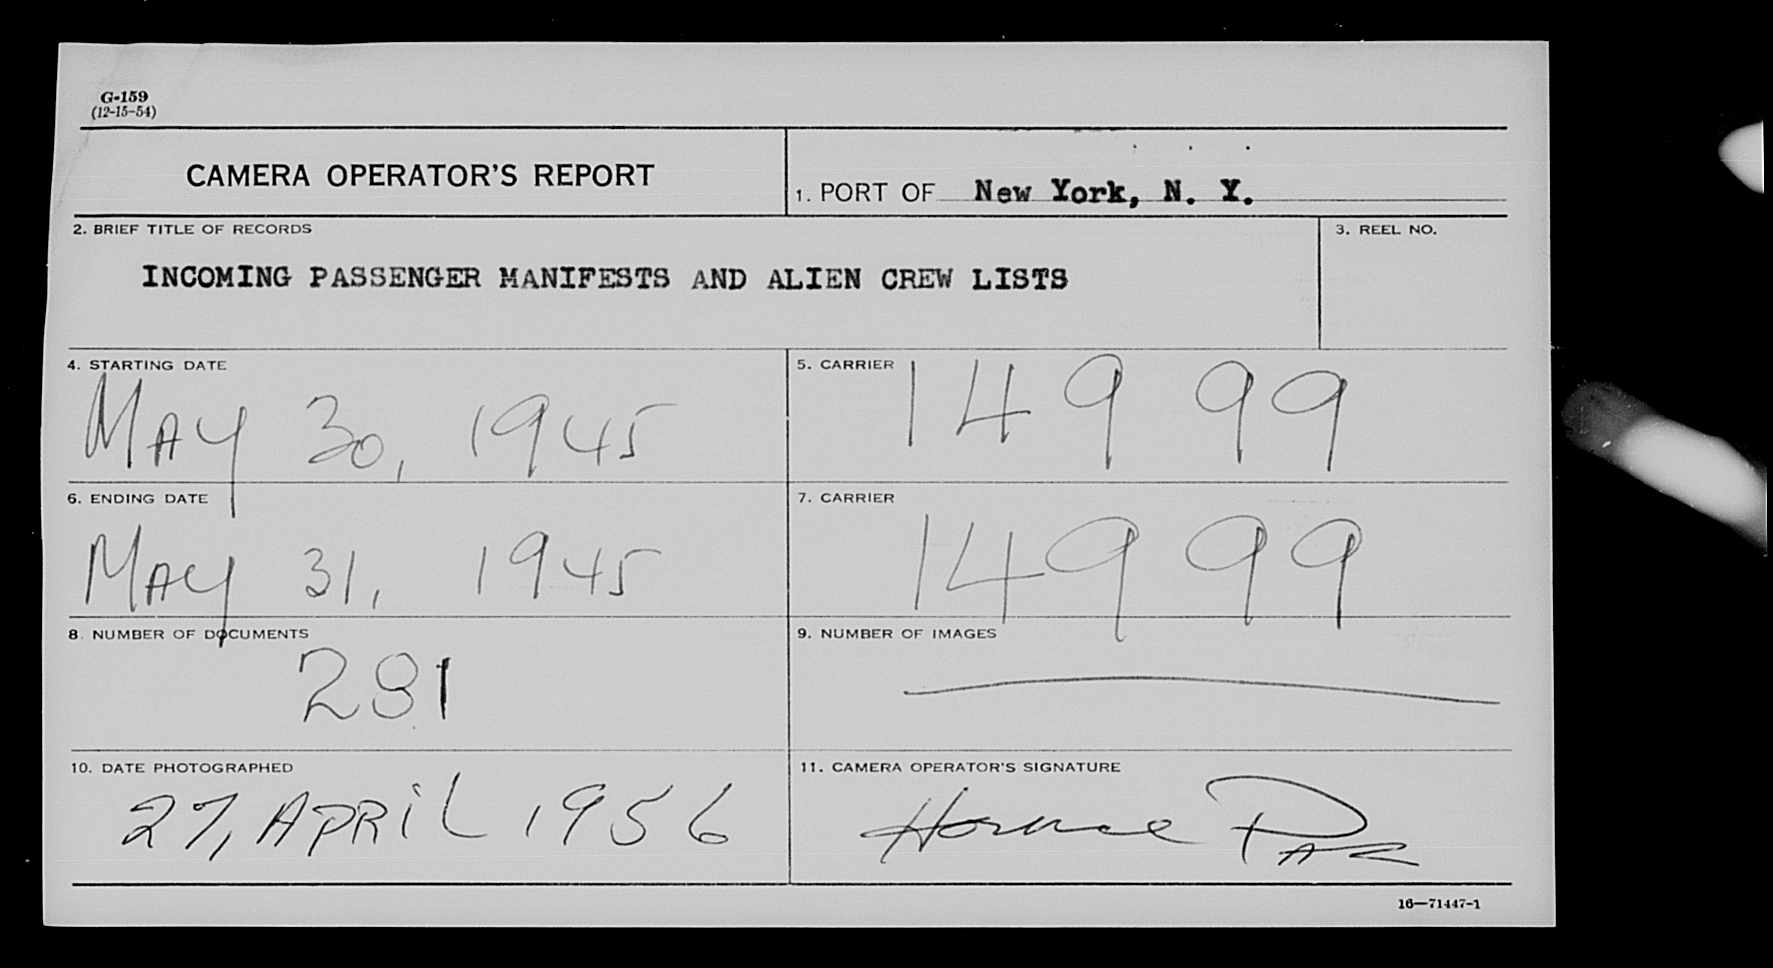 G-159
(12-15-54)
CAMERA OPERATOR'S REPORT
1. PORT OF New York, N. Y.
2. BRIEF TITLE OF RECORDS
3. REEL NO.
INCOMING PASSENGER MANIFESTS AND ALIEN CREW LISTS
4. STARTING DATE
5. CARRIER
MAY 30, 1945
14999
6. ENDING DATE
7. CARRIER
MAY 31, 1945
14999
8. NUMBER OF DOCUMENTS
9. NUMBER OF IMAGES
281
10. DATE PHOTOGRAPHED
11. CAMERA OPERATOR'S SIGNATURE
27, APRIL 1956
Horace
16—71447-1